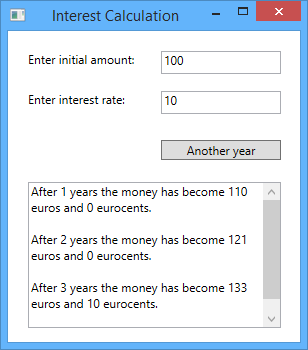 Interest Calculation
Enter initial amount: 100
Enter interest rate: 10
Another year
After 1 years the money has become 110
euros and 0 eurocents.
After 2 years the money has become 121
euros and 0 eurocents.
After 3 years the money has become 133
euros and 10 eurocents.